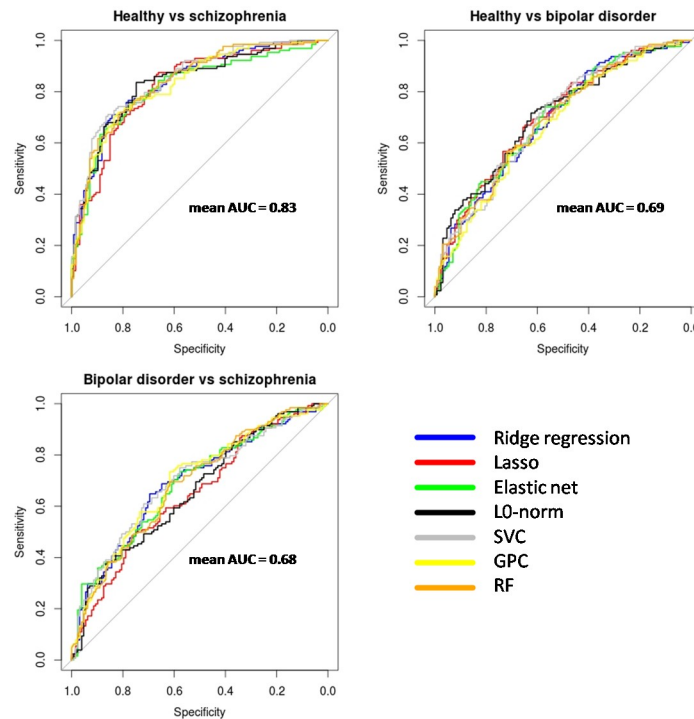 Healthy vs schizophrenia
1.0
0.8
0.6
0.4
0.2
0.0
Sensitivity
mean AUC = 0.83
1.0 0.8 0.6 0.4 0.2 0.0
Specificity
Healthy vs bipolar disorder
1.0
0.8
0.6
0.4
0.2
0.0
Sensitivity
mean AUC = 0.69
1.0 0.8 0.6 0.4 0.2 0.0
Specificity
Bipolar disorder vs schizophrenia
1.0
0.8
0.6
0.4
0.2
0.0
Sensitivity
mean AUC = 0.68
1.0 0.8 0.6 0.4 0.2 0.0
Specificity
Ridge regression
Lasso
Elastic net
L0-norm
SVC
GPC
RF